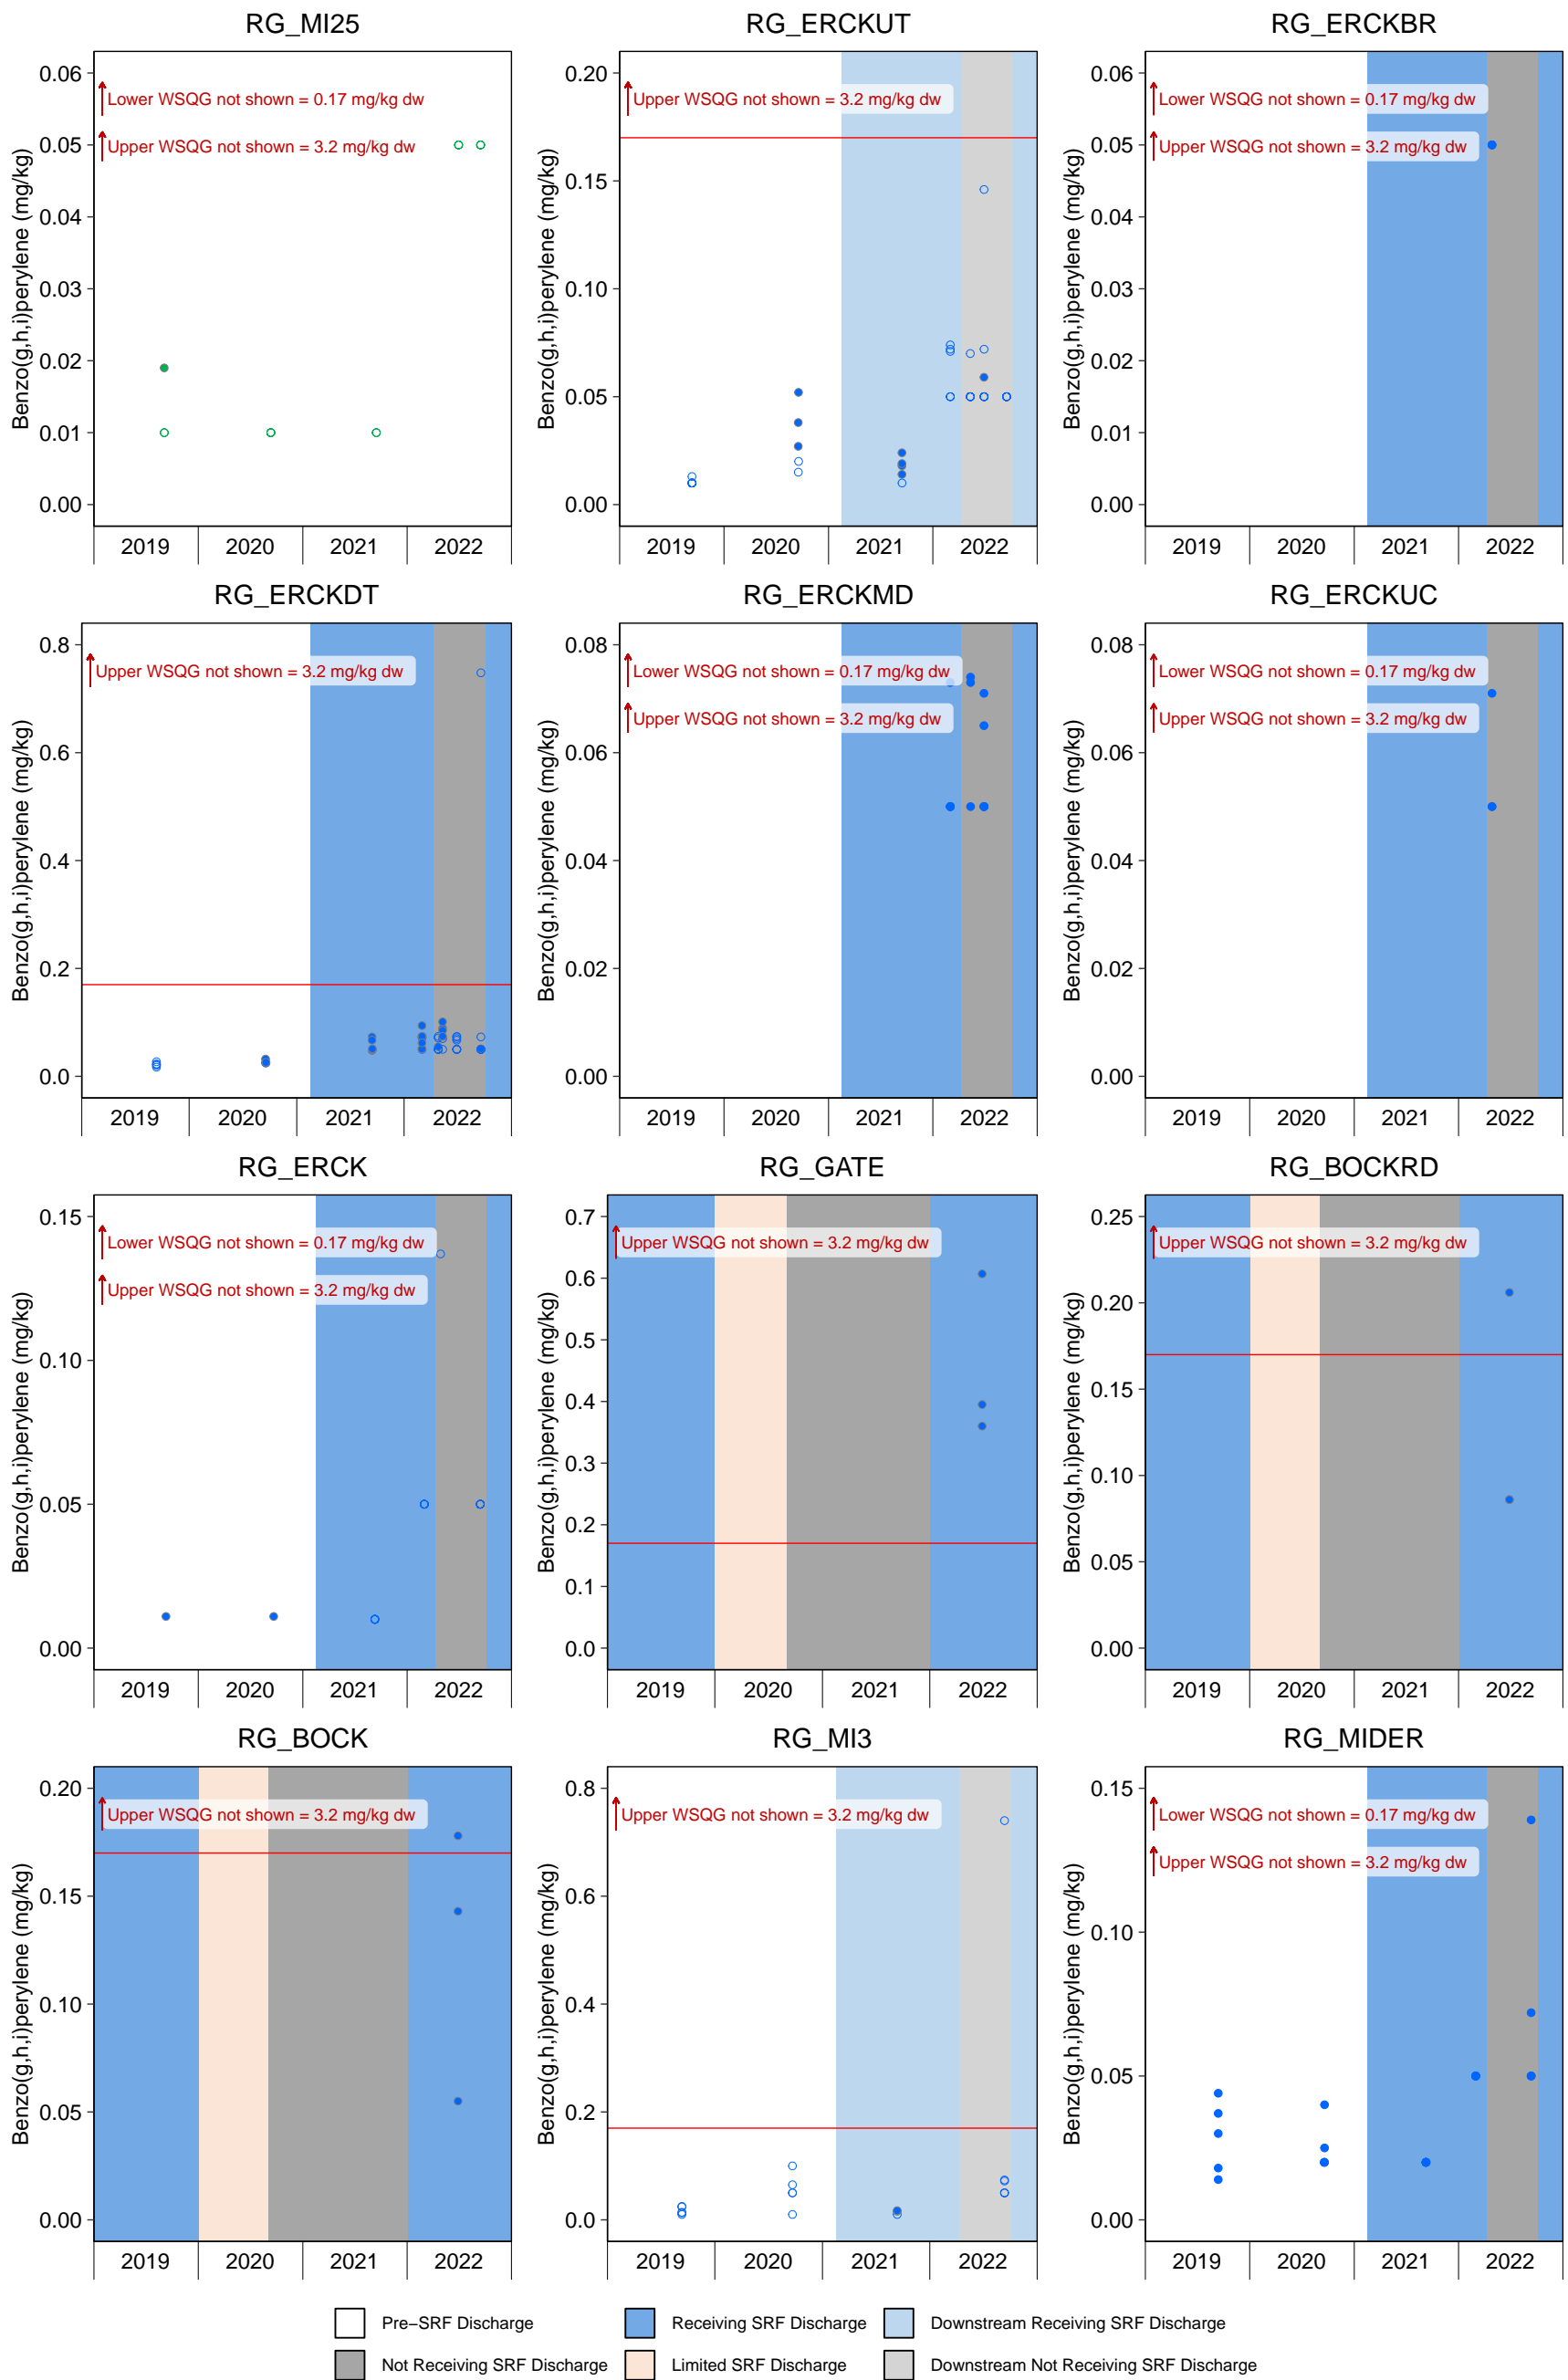 RG_MI25
Benzo(g,h,i)perylene (mg/kg)
0.06
0.05
0.04
0.03
0.02
0.01
0.00
Lower WSQG not shown = 0.17 mg/kg dw
Upper WSQG not shown = 3.2 mg/kg dw
2019 2020 2021 2022
RG_ERCKUT
Benzo(g,h,i)perylene (mg/kg)
0.20
0.15
0.10
0.05
0.00
Upper WSQG not shown = 3.2 mg/kg dw
2019 2020 2021 2022
RG_ERCKBR
Benzo(g,h,i)perylene (mg/kg)
0.06
0.05
0.04
0.03
0.02
0.01
0.00
Lower WSQG not shown = 0.17 mg/kg dw
Upper WSQG not shown = 3.2 mg/kg dw
2019 2020 2021 2022
RG_ERCKDT
Benzo(g,h,i)perylene (mg/kg)
0.8
0.6
0.4
0.2
0.0
Upper WSQG not shown = 3.2 mg/kg dw
2019 2020 2021 2022
RG_ERCKMD
Benzo(g,h,i)perylene (mg/kg)
0.08
0.06
0.04
0.02
0.00
Lower WSQG not shown = 0.17 mg/kg dw
Upper WSQG not shown = 3.2 mg/kg dw
2019 2020 2021 2022
RG_ERCKUC
Benzo(g,h,i)perylene (mg/kg)
0.08
0.06
0.04
0.02
0.00
Lower WSQG not shown = 0.17 mg/kg dw
Upper WSQG not shown = 3.2 mg/kg dw
2019 2020 2021 2022
RG_ERCK
Benzo(g,h,i)perylene (mg/kg)
0.15
0.10
0.05
0.00
Lower WSQG not shown = 0.17 mg/kg dw
Upper WSQG not shown = 3.2 mg/kg dw
2019 2020 2021 2022
RG_GATE
Benzo(g,h,i)perylene (mg/kg)
0.7
0.6
0.5
0.4
0.3
0.2
0.1
0.0
Upper WSQG not shown = 3.2 mg/kg dw
2019 2020 2021 2022
RG_BOCKRD
Benzo(g,h,i)perylene (mg/kg)
0.25
0.20
0.15
0.10
0.05
0.00
Upper WSQG not shown = 3.2 mg/kg dw
2019 2020 2021 2022
RG_BOCK
Benzo(g,h,i)perylene (mg/kg)
0.20
0.15
0.10
0.05
0.00
Upper WSQG not shown = 3.2 mg/kg dw
2019 2020 2021 2022
RG_MI3
Benzo(g,h,i)perylene (mg/kg)
0.8
0.6
0.4
0.2
0.0
Upper WSQG not shown = 3.2 mg/kg dw
2019 2020 2021 2022
RG_MIDER
Benzo(g,h,i)perylene (mg/kg)
0.15
0.10
0.05
0.00
Lower WSQG not shown = 0.17 mg/kg dw
Upper WSQG not shown = 3.2 mg/kg dw
2019 2020 2021 2022
Pre−SRF Discharge
Receiving SRF Discharge
Downstream Receiving SRF Discharge
Not Receiving SRF Discharge
Limited SRF Discharge
Downstream Not Receiving SRF Discharge